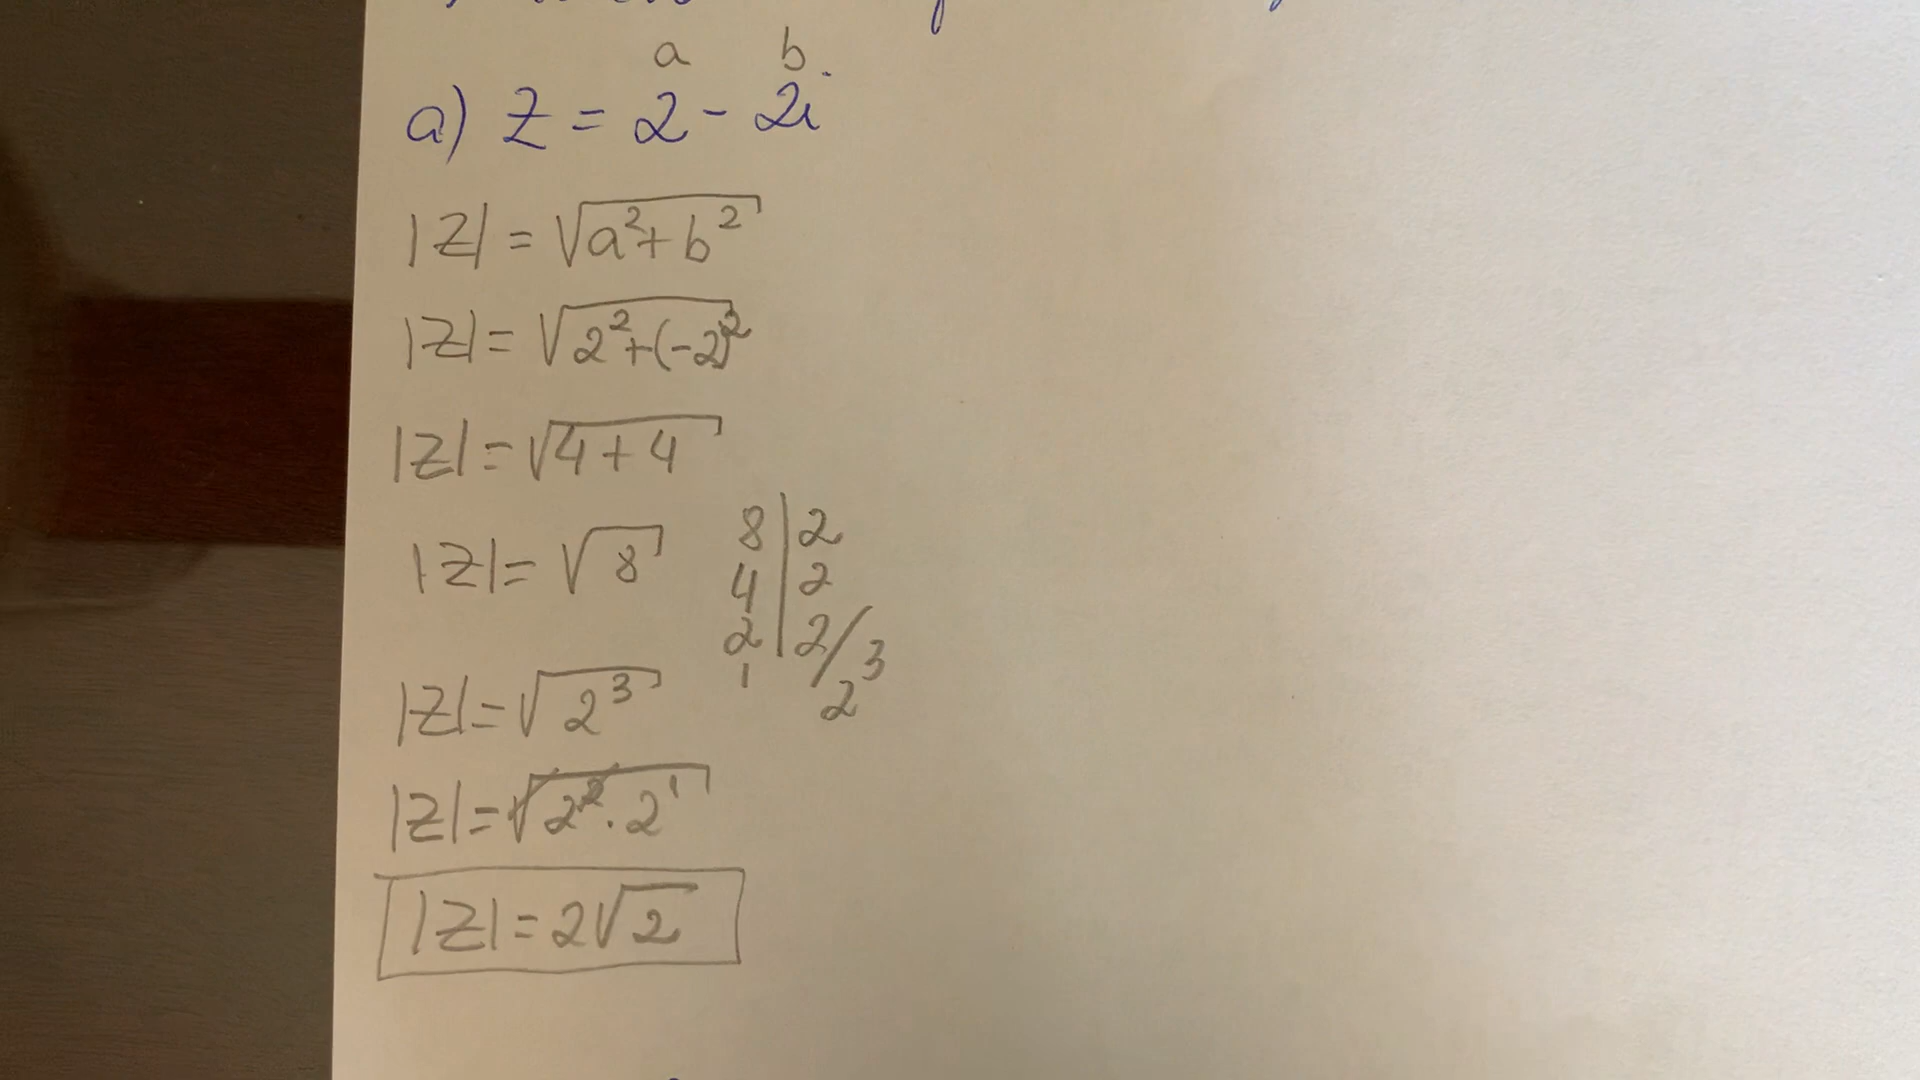 a b
a) Z = 2 - 2i
|Z| = √a²+b²
|Z| = √2²+(-2)²
|Z| = √4+4
|Z| = √8
8|2
4|2
2|2/
1 2³
|Z| = √2³
|Z| = √2².2¹
|Z| = 2√2